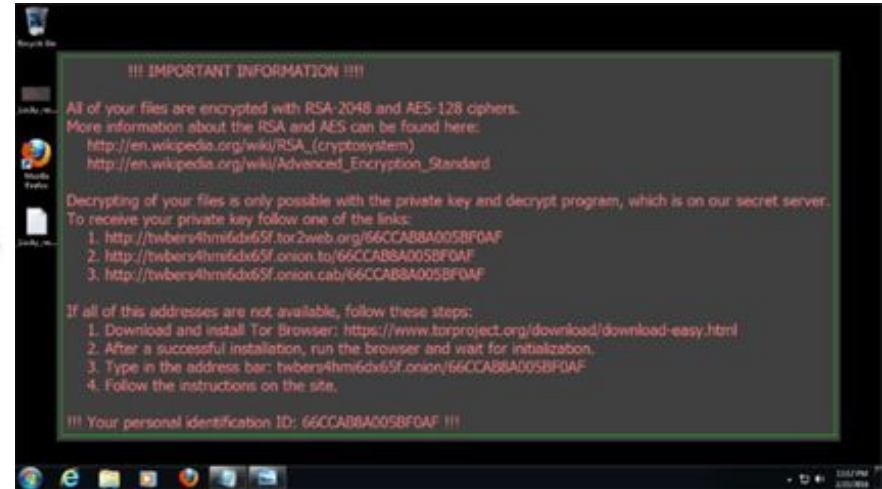 Recycle Bin
!!! IMPORTANT INFORMATION !!!!
All of your files are encrypted with RSA-2048 and AES-128 ciphers.
More information about the RSA and AES can be found here:
http://en.wikipedia.org/wiki/RSA_(cryptosystem)
http://en.wikipedia.org/wiki/Advanced_Encryption_Standard
Mozilla
Firefox
Decrypting of your files is only possible with the private key and decrypt program, which is on our secret server.
To receive your private key follow one of the links:
1. http://twbers4hmi6dx65f.tor2web.org/66CCAB8A005BF0AF
2. http://twbers4hmi6dx65f.onion.to/66CCAB8A005BF0AF
3. http://twbers4hmi6dx65f.onion.cab/66CCAB8A005BF0AF
If all of this addresses are not available, follow these steps:
1. Download and install Tor Browser: https://www.torproject.org/download/download-easy.html
2. After a successful installation, run the browser and wait for initialization.
3. Type in the address bar: twbers4hmi6dx65f.onion/66CCAB8A005BF0AF
4. Follow the instructions on the site.
!!! Your personal identification ID: 66CCAB8A005BF0AF !!!